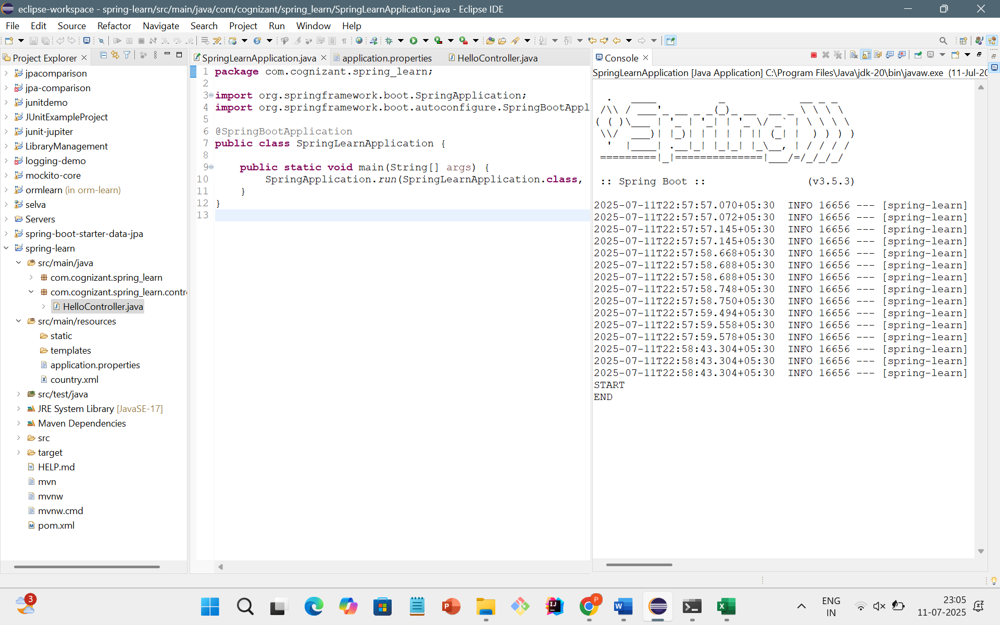 eclipse-workspace - spring-learn/src/main/java/com/cognizant/spring_learn/SpringLearnApplication.java - Eclipse IDE
File Edit Source Refactor Navigate Search Project Run Window Help
Project Explorer
jpacomparison
jpa-comparison
junitdemo
JUnitExampleProject
junit-jupiter
LibraryManagement
logging-demo
mockito-core
ormlearn (in orm-learn)
selva
Servers
spring-boot-starter-data-jpa
spring-learn
src/main/java
com.cognizant.spring_learn
com.cognizant.spring_learn.contr
HelloController.java
src/main/resources
static
templates
application.properties
country.xml
src/test/java
JRE System Library [JavaSE-17]
Maven Dependencies
src
target
HELP.md
mvn
mvnw
mvnw.cmd
pom.xml
SpringLearnApplication.java application.properties HelloController.java
1 package com.cognizant.spring_learn;
2
3 import org.springframework.boot.SpringApplication;
4 import org.springframework.boot.autoconfigure.SpringBootAppl
5
6 @SpringBootApplication
7 public class SpringLearnApplication {
8
9 public static void main(String[] args) {
10 SpringApplication.run(SpringLearnApplication.class,
11 }
12 }
13
Console
SpringLearnApplication [Java Application] C:\Program Files\Java\jdk-20\bin\javaw.exe (11-Jul-20
  .   ____          _            __ _ _
 /\\ / ___'_ __ _ _(_)_ __  __ _ \ \ \ \
( ( )\___ | '_ | '_| | '_ \/ _` | \ \ \ \
 \\/  ___)| |_)| | | | | || (_| |  ) ) ) )
  '  |____| .__|_| |_|_| |_\__, | / / / /
 =========|_|==============|___/=/_/_/_/
:: Spring Boot :: (v3.5.3)
2025-07-11T22:57:57.070+05:30 INFO 16656 --- [spring-learn]
2025-07-11T22:57:57.072+05:30 INFO 16656 --- [spring-learn]
2025-07-11T22:57:57.145+05:30 INFO 16656 --- [spring-learn]
2025-07-11T22:57:57.145+05:30 INFO 16656 --- [spring-learn]
2025-07-11T22:57:58.668+05:30 INFO 16656 --- [spring-learn]
2025-07-11T22:57:58.688+05:30 INFO 16656 --- [spring-learn]
2025-07-11T22:57:58.688+05:30 INFO 16656 --- [spring-learn]
2025-07-11T22:57:58.748+05:30 INFO 16656 --- [spring-learn]
2025-07-11T22:57:58.750+05:30 INFO 16656 --- [spring-learn]
2025-07-11T22:57:59.494+05:30 INFO 16656 --- [spring-learn]
2025-07-11T22:57:59.558+05:30 INFO 16656 --- [spring-learn]
2025-07-11T22:57:59.578+05:30 INFO 16656 --- [spring-learn]
2025-07-11T22:58:43.304+05:30 INFO 16656 --- [spring-learn]
2025-07-11T22:58:43.304+05:30 INFO 16656 --- [spring-learn]
2025-07-11T22:58:43.304+05:30 INFO 16656 --- [spring-learn]
START
END
3
P
ENG
IN
23:05
11-07-2025